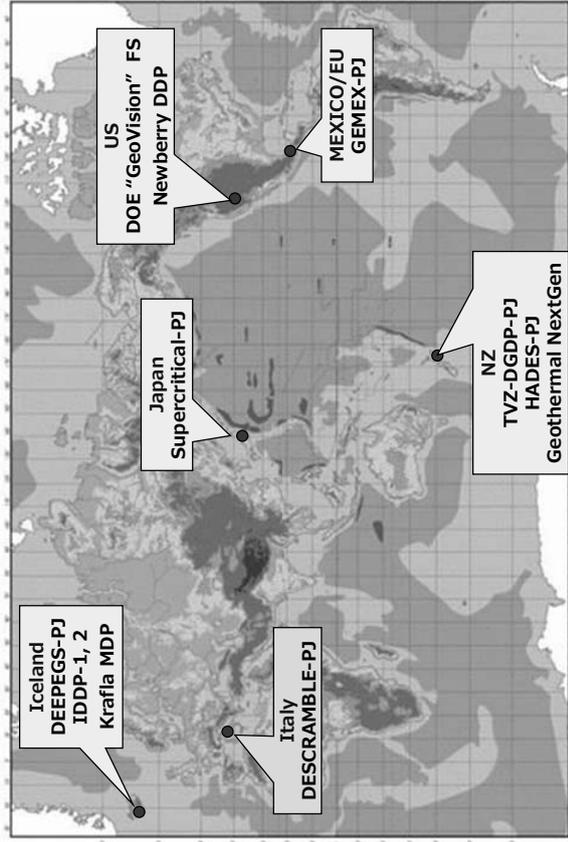 Iceland
DEEPEGS-PJ
IDDP-1, 2
Krafla MDP
Italy
DESCRAMBLE-PJ
Japan
Supercritical-PJ
US
DOE “GeoVision” FS
Newberry DDP
MEXICO/EU
GEMEX-PJ
NZ
TVZ-DGDP-PJ
HADES-PJ
Geothermal NextGen